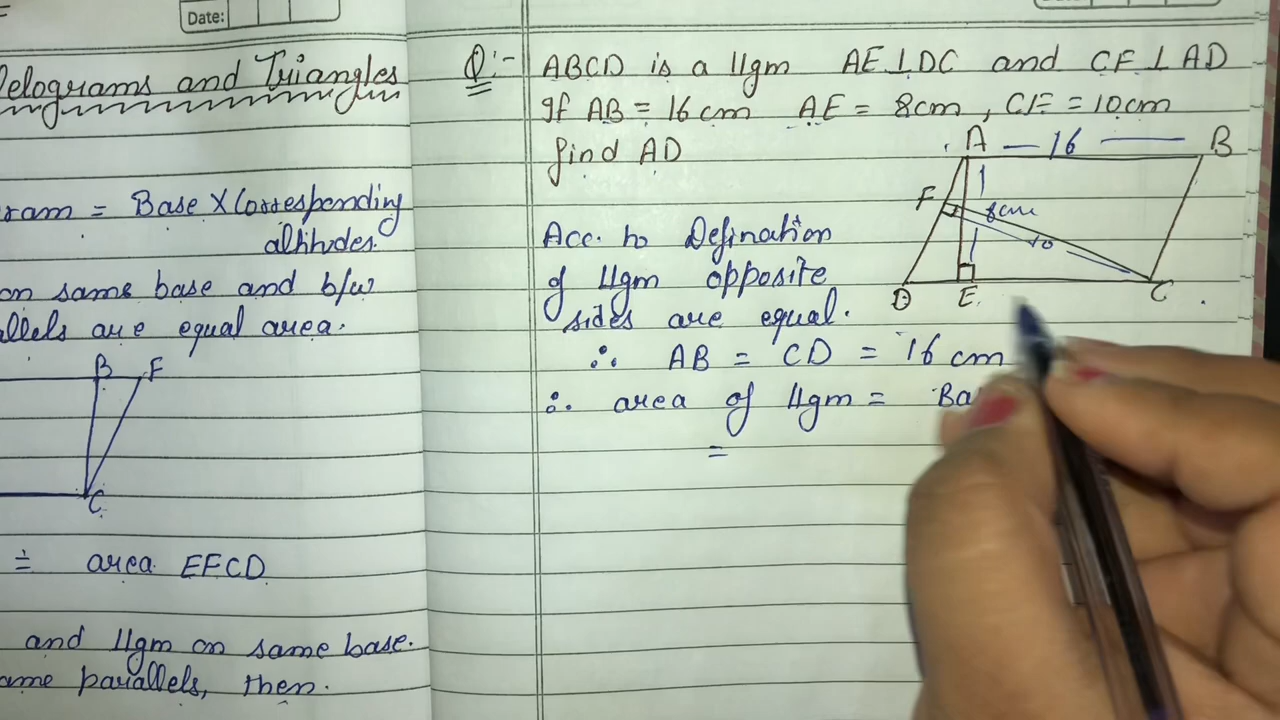 Date:
lelograms and Triangles
ram = Base X Corresponding
altitudes.
on same base and b/w
allels are equal area.
B F
C
= area EFCD
and llgm on same base.
ame parallels, then.
Q:- ABCD is a llgm AE⊥DC and CF⊥AD
If AB = 16 cm AE = 8cm, CF = 10cm
find AD
A 16 B
F 8cm
10
D E C
Acc. to Defination
of llgm opposite
sides are equal.
∴ AB = CD = 16 cm
∴ area of llgm = Ba
=